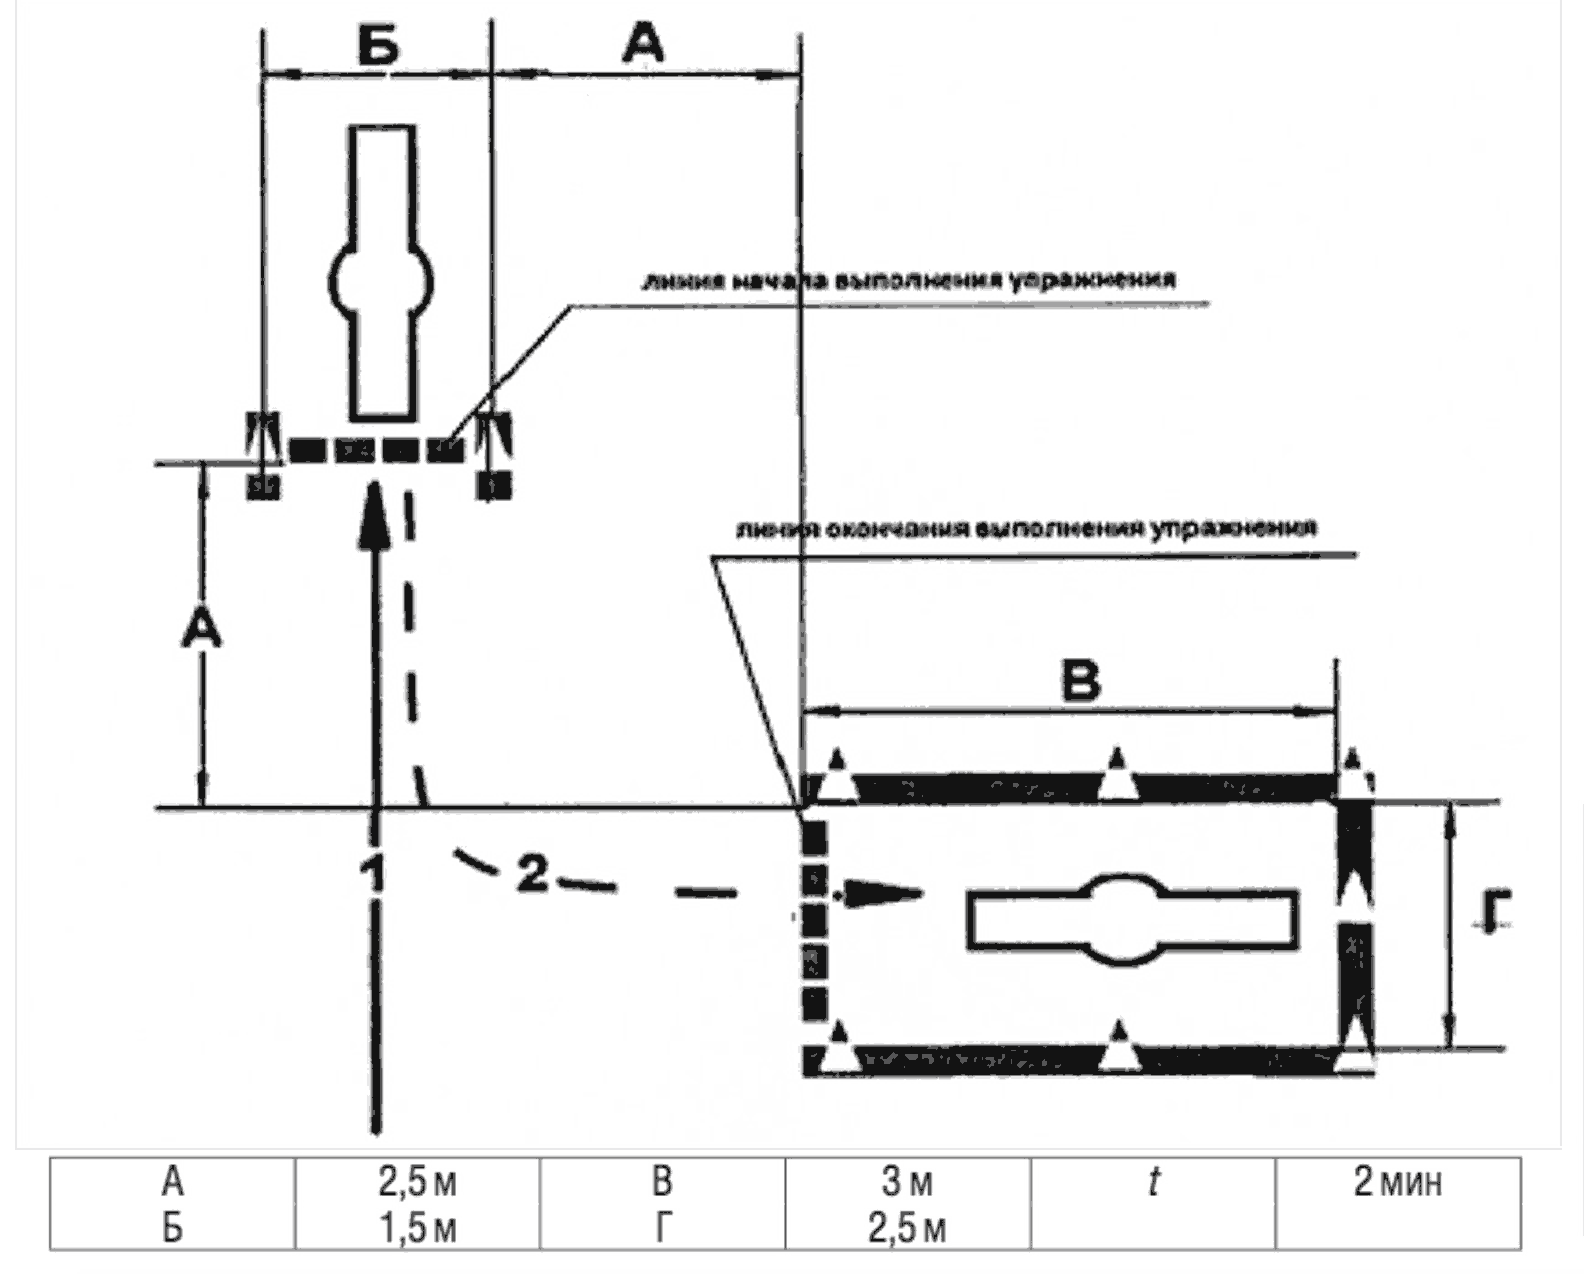 Б А
линия начала выполнения упражнения
линия окончания выполнения упражнения
А
В
1 2
Г
А 2,5 м В 3 м t 2 мин
Б 1,5 м Г 2,5 м